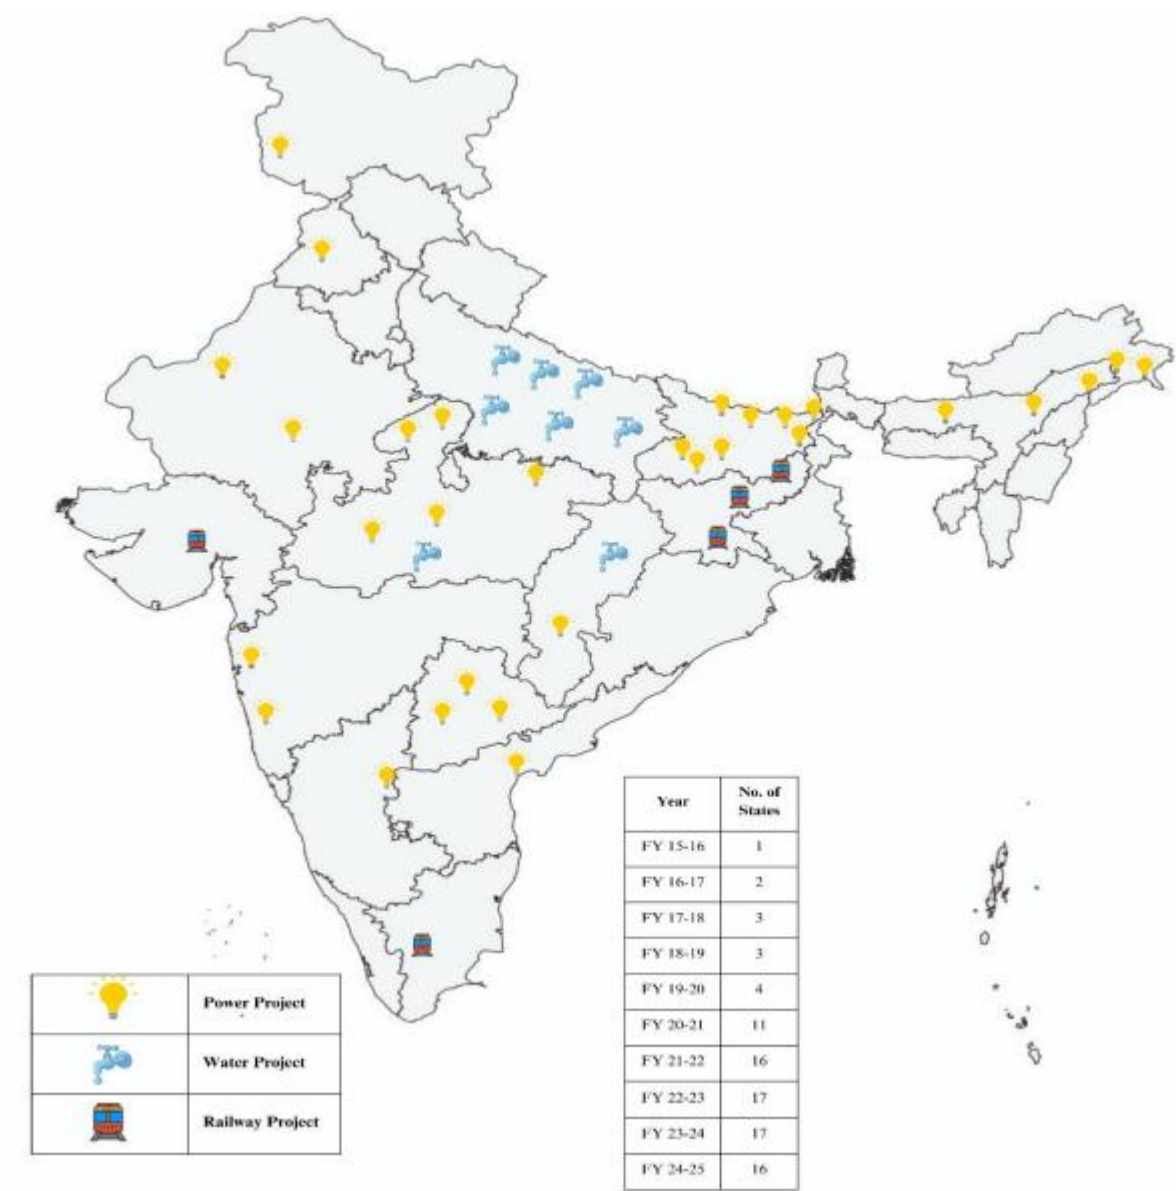 Year No. of States
FY 15-16 1
FY 16-17 2
FY 17-18 3
FY 18-19 3
FY 19-20 4
FY 20-21 11
FY 21-22 16
FY 22-23 17
FY 23-24 17
FY 24-25 16
Power Project
Water Project
Railway Project